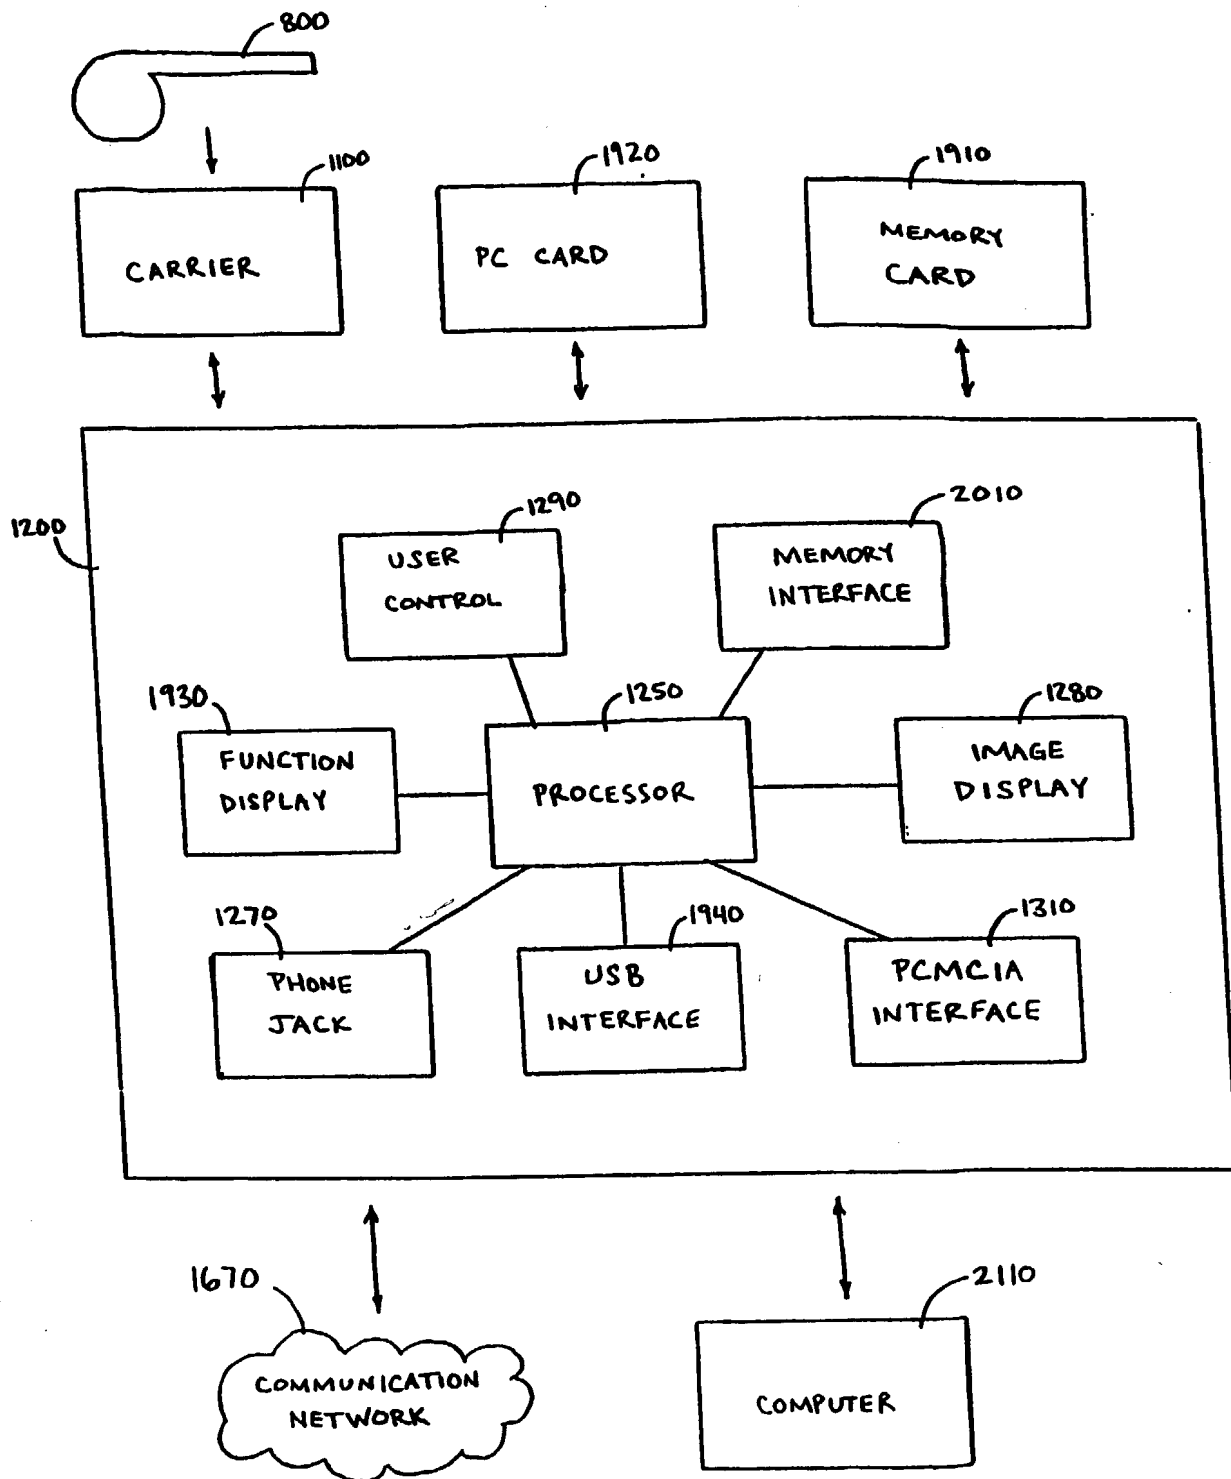 800
1100
1920
1910
CARRIER
PC CARD
MEMORY
CARD
1200
1290
2010
USER
CONTROL
MEMORY
INTERFACE
1930
1250
1280
FUNCTION
DISPLAY
PROCESSOR
IMAGE
DISPLAY
1270
1940
1310
PHONE
JACK
USB
INTERFACE
PCMCIA
INTERFACE
1670
2110
COMMUNICATION
NETWORK
COMPUTER